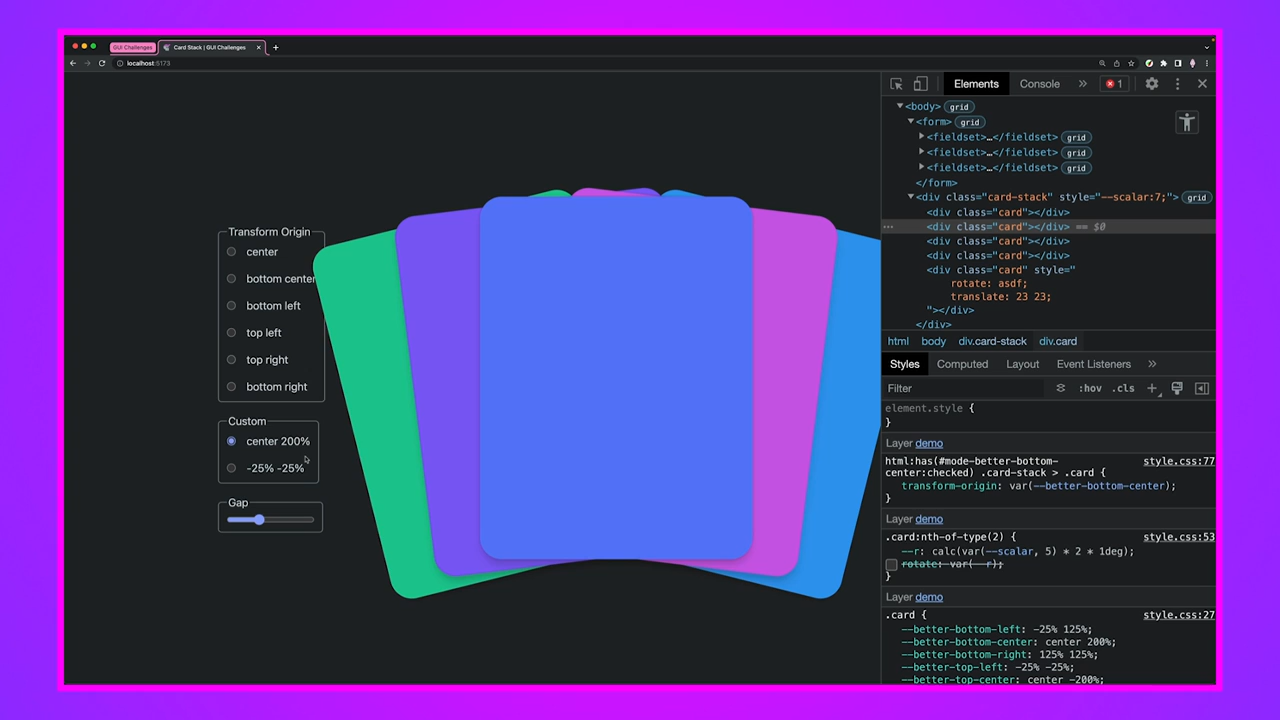 GUI Challenges
Card Stack | GUI Challenges
localhost:5173
Transform Origin
center
bottom center
bottom left
top left
top right
bottom right
Custom
center 200%
-25% -25%
Gap
Elements
Console
1
<body> grid
<form> grid
<fieldset>…</fieldset> grid
<fieldset>…</fieldset> grid
<fieldset>…</fieldset> grid
</form>
<div class="card-stack" style="--scalar:7;"> grid
<div class="card"></div>
<div class="card"></div> == $0
<div class="card"></div>
<div class="card"></div>
<div class="card" style="
rotate: asdf;
translate: 23 23;
"></div>
</div>
html body div.card-stack div.card
Styles Computed Layout Event Listeners
Filter :hov .cls
element.style {
}
Layer demo
html:has(#mode-better-bottom- style.css:77
center:checked) .card-stack > .card {
transform-origin: var(--better-bottom-center);
}
Layer demo
.card:nth-of-type(2) { style.css:53
--r: calc(var(--scalar, 5) * 2 * 1deg);
rotate: var(--r);
}
Layer demo
.card { style.css:27
--better-bottom-left: -25% 125%;
--better-bottom-center: center 200%;
--better-bottom-right: 125% 125%;
--better-top-left: -25% -25%;
--better-top-center: center -200%;